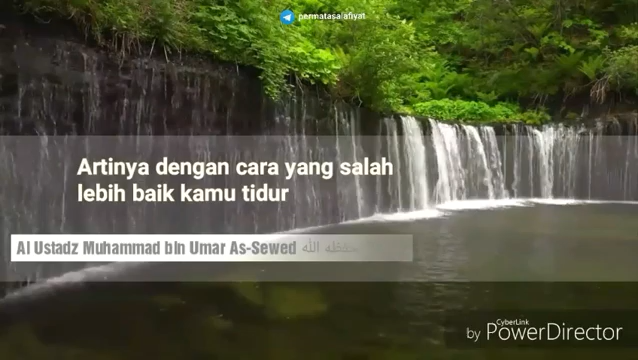 permatasalafiyat
Artinya dengan cara yang salah
lebih baik kamu tidur
Al Ustadz Muhammad bin Umar As-Sewed حفظه الله
CyberLink
by PowerDirector